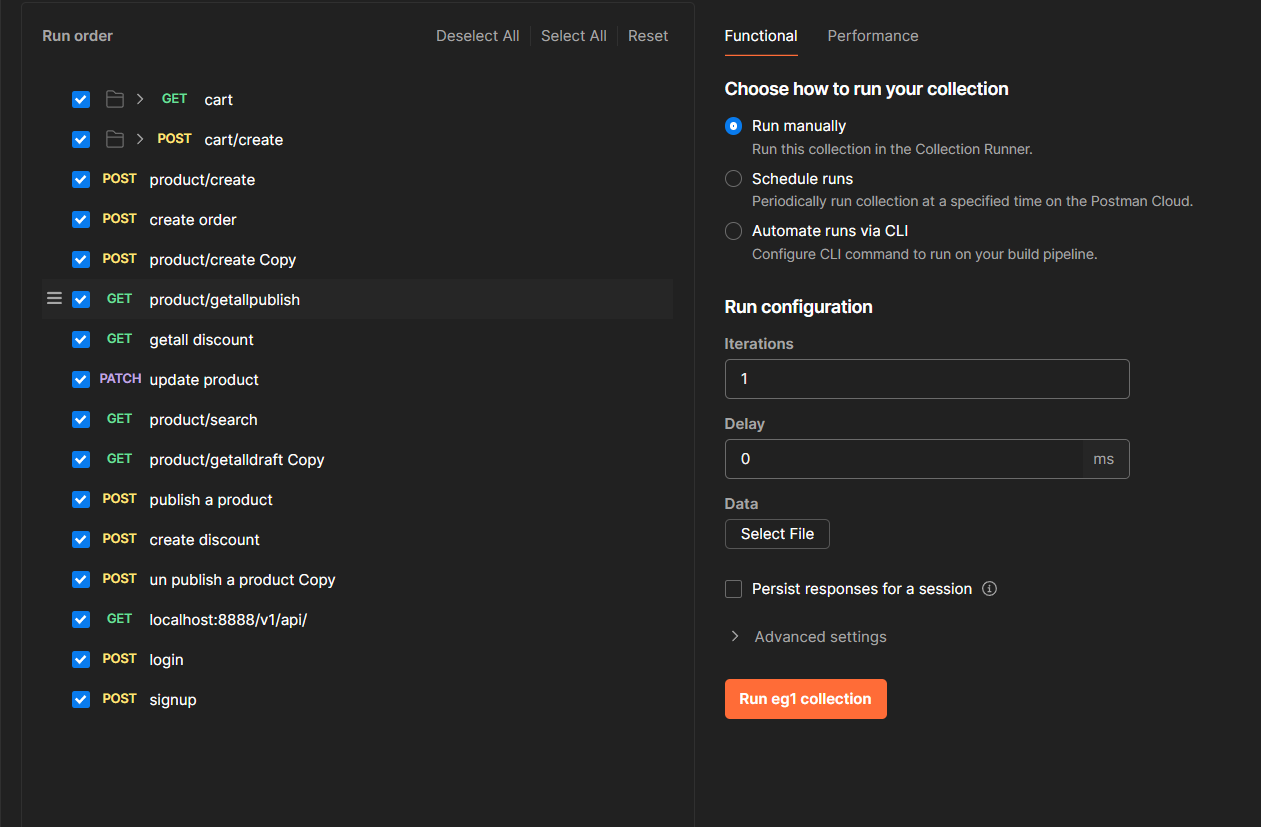 Run order
Deselect All
Select All
Reset
GET cart
POST cart/create
POST product/create
POST create order
POST product/create Copy
GET product/getallpublish
GET getall discount
PATCH update product
GET product/search
GET product/getalldraft Copy
POST publish a product
POST create discount
POST un publish a product Copy
GET localhost:8888/v1/api/
POST login
POST signup
Functional
Performance
Choose how to run your collection
Run manually
Run this collection in the Collection Runner.
Schedule runs
Periodically run collection at a specified time on the Postman Cloud.
Automate runs via CLI
Configure CLI command to run on your build pipeline.
Run configuration
Iterations
1
Delay
0 ms
Data
Select File
Persist responses for a session
Advanced settings
Run eg1 collection